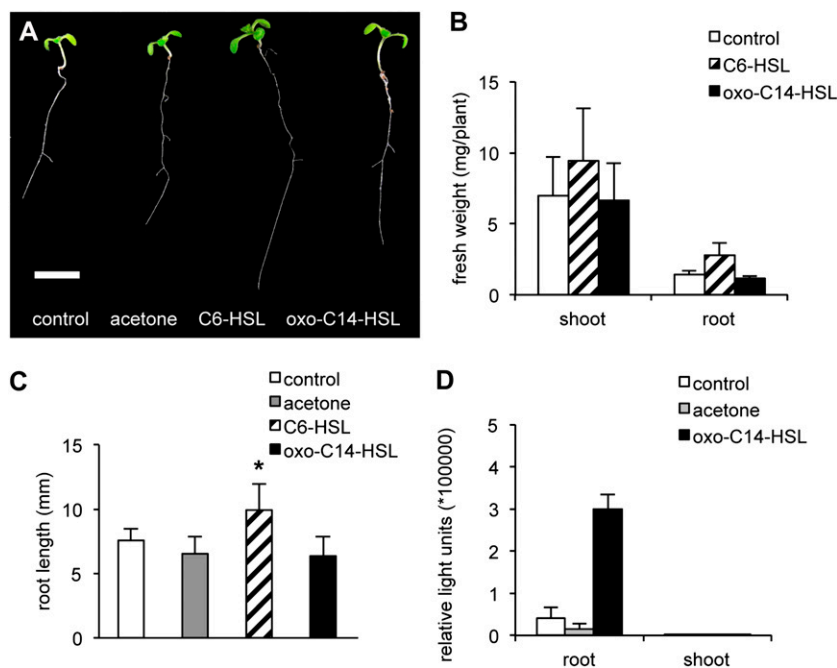 A
control acetone C6-HSL oxo-C14-HSL
B
control
C6-HSL
oxo-C14-HSL
fresh weight (mg/plant)
15
10
5
0
shoot root
C
control
acetone
C6-HSL
oxo-C14-HSL
root length (mm)
15
10
5
0
*
D
control
acetone
oxo-C14-HSL
relative light units (*100000)
5
4
3
2
1
0
root shoot